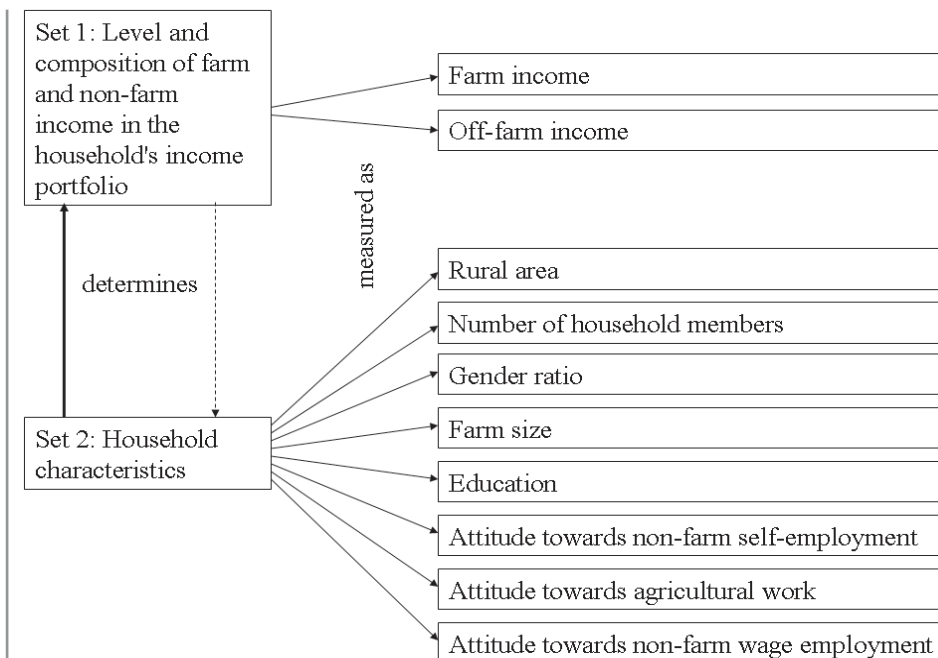 Set 1: Level and
composition of farm
and non-farm
income in the
household's income
portfolio
Farm income
Off-farm income
measured as
determines
Rural area
Number of household members
Gender ratio
Farm size
Set 2: Household
characteristics
Education
Attitude towards non-farm self-employment
Attitude towards agricultural work
Attitude towards non-farm wage employment